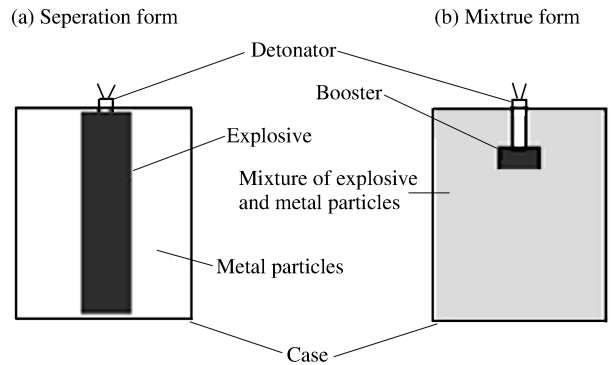 (a) Seperation form
(b) Mixtrue form
Detonator
Booster
Explosive
Mixture of explosive
and metal particles
Metal particles
Case